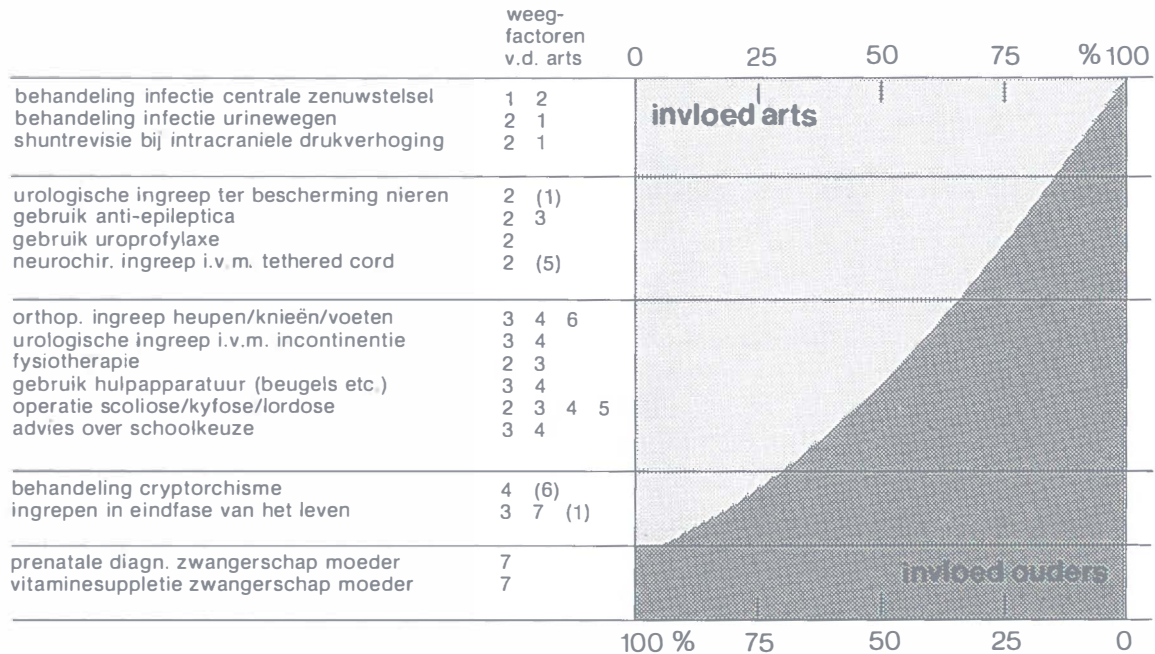 weeg-
factoren
v.d. arts 0 25 50 75 % 100
behandeling infectie centrale zenuwstelsel 1 2
behandeling infectie urinewegen 2 1
shuntrevisie bij intracraniele drukverhoging 2 1
invloed arts
urologische ingreep ter bescherming nieren 2 (1)
gebruik anti-epileptica 2 3
gebruik uroprofylaxe 2
neurochir. ingreep i.v.m. tethered cord 2 (5)
orthop. ingreep heupen/knieën/voeten 3 4 6
urologische ingreep i.v.m. incontinentie 3 4
fysiotherapie 2 3
gebruik hulpapparatuur (beugels etc.) 3 4
operatie scoliose/kyfose/lordose 2 3 4 5
advies over schoolkeuze 3 4
behandeling cryptorchisme 4 (6)
ingrepen in eindfase van het leven 3 7 (1)
prenatale diagn. zwangerschap moeder 7
vitaminesuppletie zwangerschap moeder 7
invloed ouders
100 % 75 50 25 0